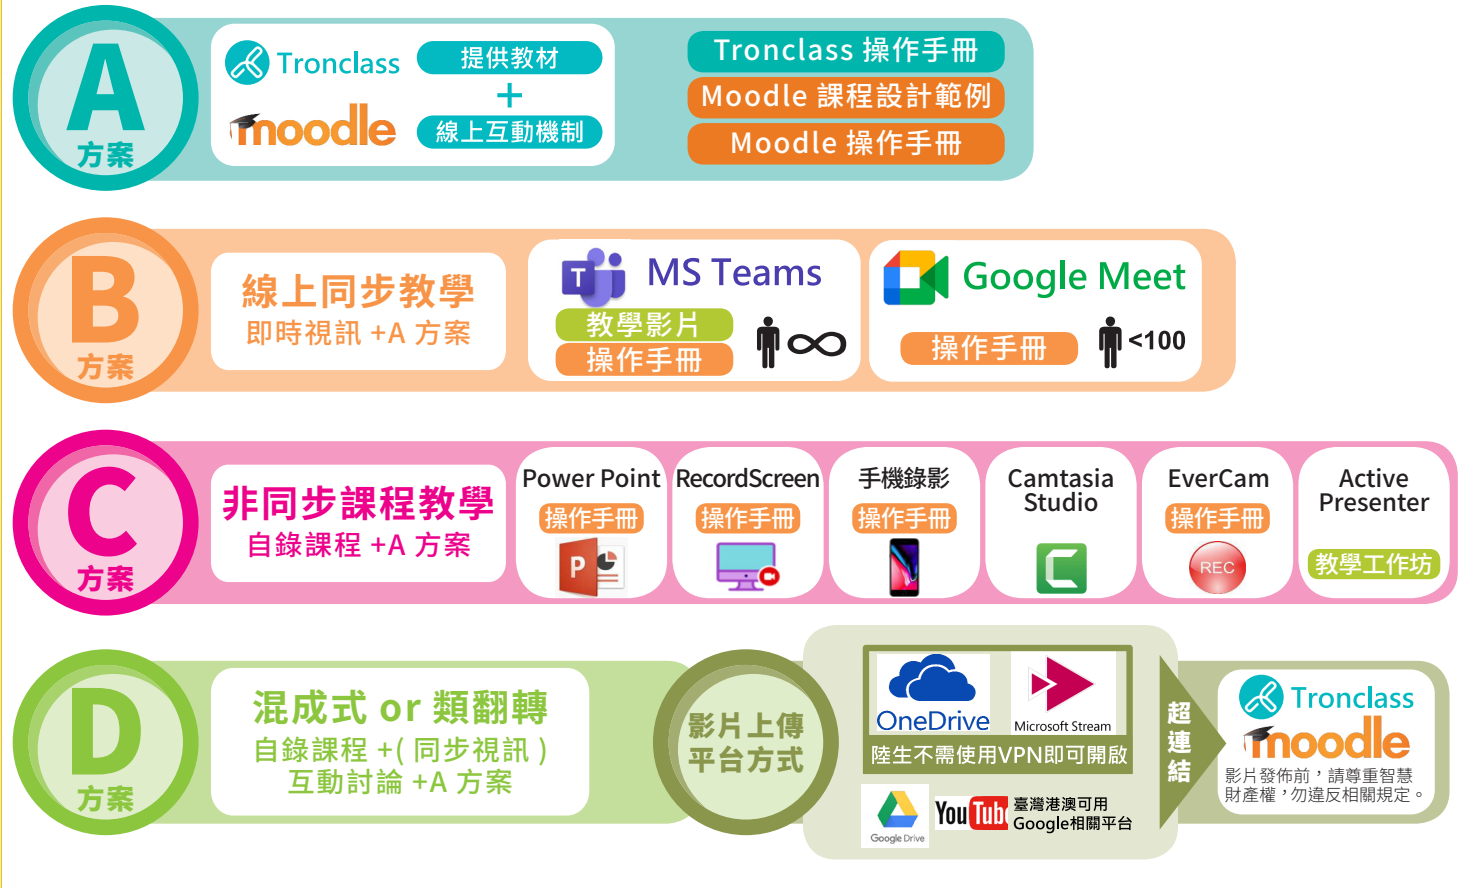 A
方案
Tronclass
提供教材
+
moodle
線上互動機制
Tronclass 操作手冊
Moodle 課程設計範例
Moodle 操作手冊
B
方案
線上同步教學
即時視訊 +A 方案
T
MS Teams
教學影片
操作手冊
∞
Google Meet
操作手冊
<100
C
方案
非同步課程教學
自錄課程 +A 方案
Power Point
操作手冊
P
RecordScreen
操作手冊
手機錄影
操作手冊
Camtasia
Studio
C
EverCam
操作手冊
REC
Active
Presenter
教學工作坊
D
方案
混成式 or 類翻轉
自錄課程 +( 同步視訊 )
互動討論 +A 方案
影片上傳
平台方式
OneDrive
Microsoft Stream
陸生不需使用VPN即可開啟
Google Drive
YouTube
臺灣港澳可用
Google相關平台
超連結
Tronclass
moodle
影片發佈前，請尊重智慧
財產權，勿違反相關規定。